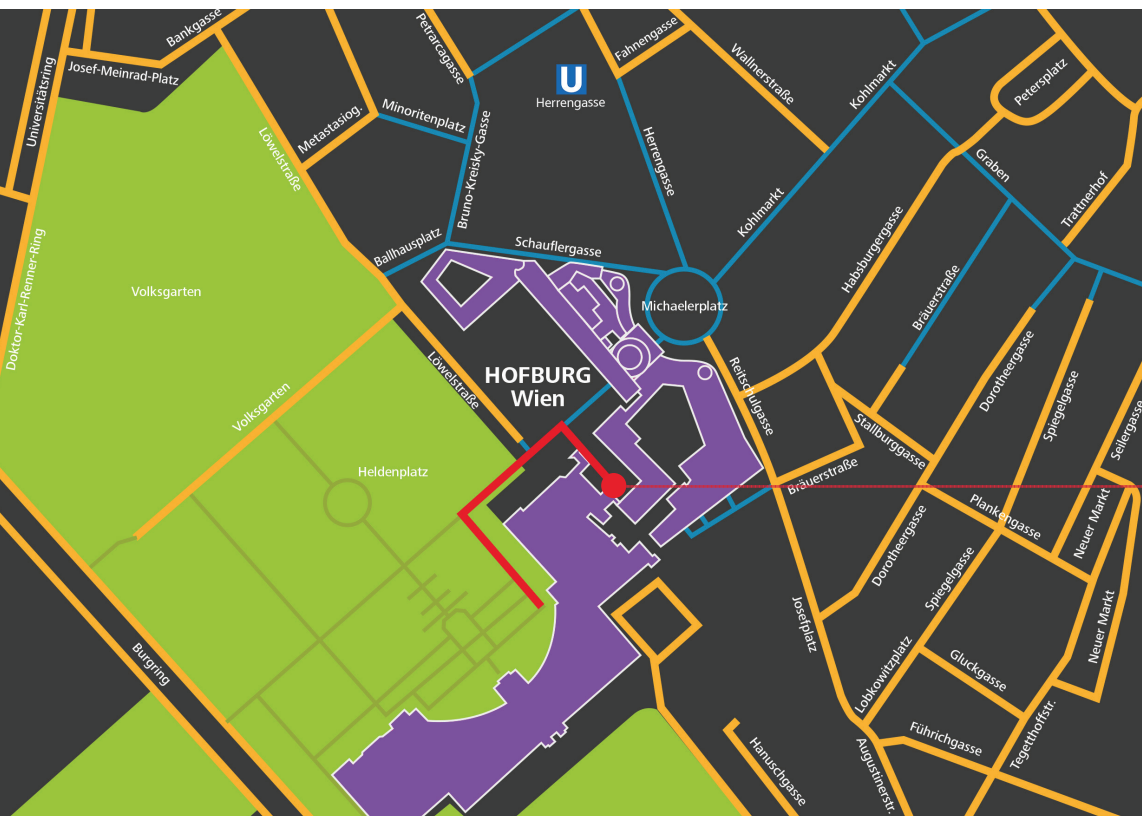 Bankgasse
Josef-Meinrad-Platz
Universitätsring
Petrarcagasse
U
Herrengasse
Fahnengasse
Wallnerstraße
Kohlmarkt
Petersplatz
Metastasiog.
Minoritenplatz
Löwelstraße
Bruno-Kreisky-Gasse
Herrengasse
Graben
Trattnerhof
Kohlmarkt
Habsburgergasse
Ballhausplatz
Schauflergasse
Doktor-Karl-Renner-Ring
Volksgarten
Michaelerplatz
Bräuerstraße
Löwelstraße
HOFBURG
Wien
Reitschulgasse
Dorotheergasse
Spiegelgasse
Seilergasse
Volksgarten
Stallburggasse
Heldenplatz
Bräuerstraße
Plankengasse
Neuer Markt
Dorotheergasse
Spiegelgasse
Josefplatz
Neuer Markt
Burgring
Lobkowitzplatz
Gluckgasse
Tegetthoffstr.
Führichgasse
Hanuschgasse
Augustinerstr.